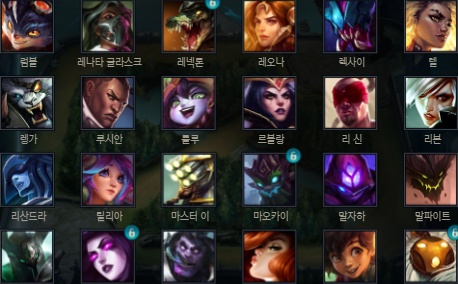 6
럼블 레나타 글라스크 레넥톤 레오나 렉사이 렐
렝가 루시안 룰루 르블랑 리 신 리븐
6
리산드라 릴리아 마스터 이 마오카이 말자하 말파이트
6 6